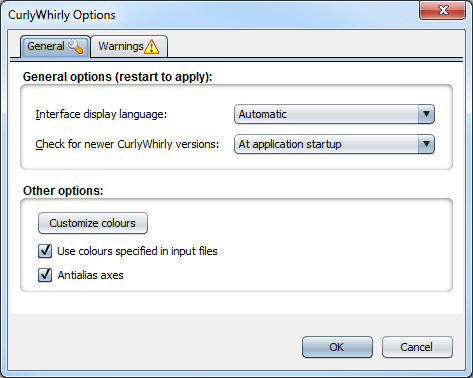 CurlyWhirly Options
General Warnings
General options (restart to apply):
Interface display language: Automatic
Check for newer CurlyWhirly versions: At application startup
Other options:
Customize colours
Use colours specified in input files
Antialias axes
OK Cancel